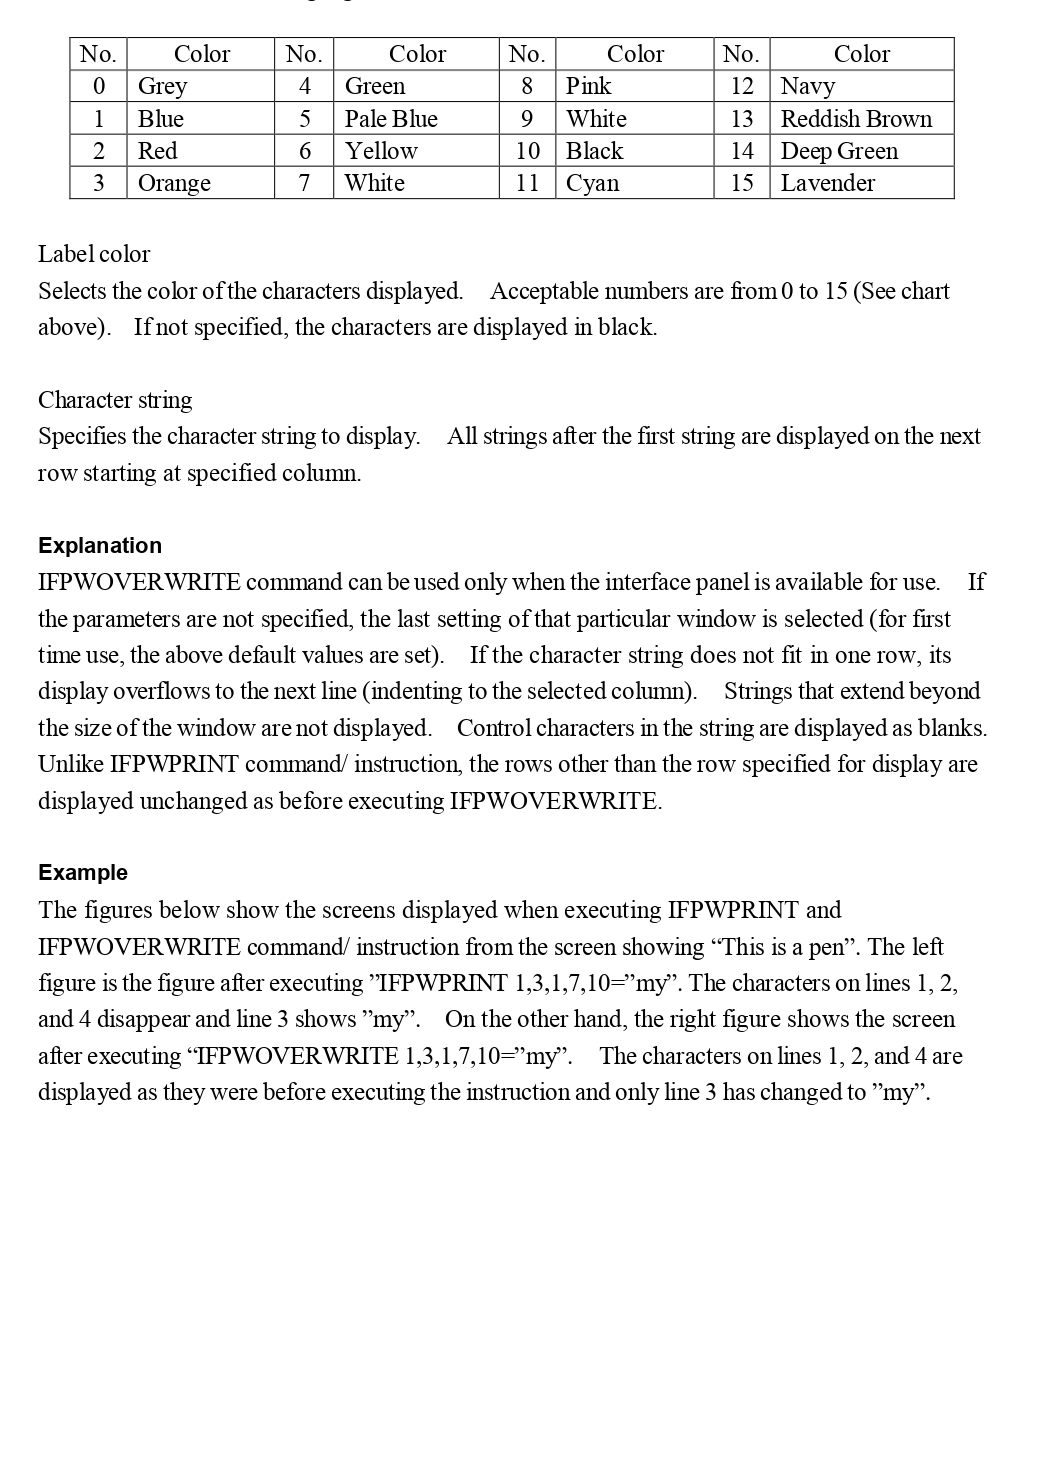 No. Color No. Color No. Color No. Color
0 Grey 4 Green 8 Pink 12 Navy
1 Blue 5 Pale Blue 9 White 13 Reddish Brown
2 Red 6 Yellow 10 Black 14 Deep Green
3 Orange 7 White 11 Cyan 15 Lavender
Label color
Selects the color of the characters displayed. Acceptable numbers are from 0 to 15 (See chart
above). If not specified, the characters are displayed in black.
Character string
Specifies the character string to display. All strings after the first string are displayed on the next
row starting at specified column.
Explanation
IFPWOVERWRITE command can be used only when the interface panel is available for use. If
the parameters are not specified, the last setting of that particular window is selected (for first
time use, the above default values are set). If the character string does not fit in one row, its
display overflows to the next line (indenting to the selected column). Strings that extend beyond
the size of the window are not displayed. Control characters in the string are displayed as blanks.
Unlike IFPWPRINT command/ instruction, the rows other than the row specified for display are
displayed unchanged as before executing IFPWOVERWRITE.
Example
The figures below show the screens displayed when executing IFPWPRINT and
IFPWOVERWRITE command/ instruction from the screen showing “This is a pen”. The left
figure is the figure after executing ”IFPWPRINT 1,3,1,7,10=”my”. The characters on lines 1, 2,
and 4 disappear and line 3 shows ”my”. On the other hand, the right figure shows the screen
after executing “IFPWOVERWRITE 1,3,1,7,10=”my”. The characters on lines 1, 2, and 4 are
displayed as they were before executing the instruction and only line 3 has changed to ”my”.